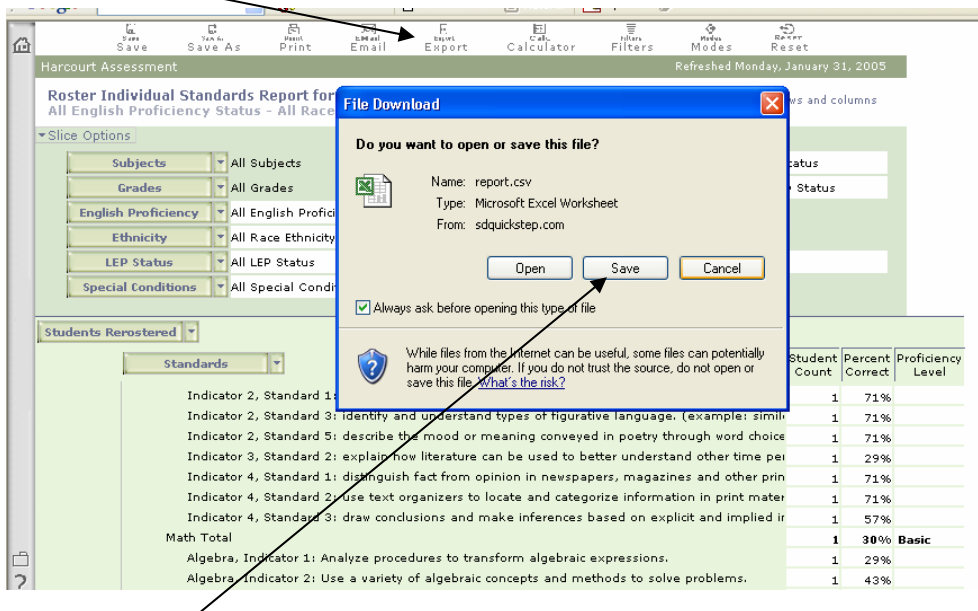 Save Save As Print Email Export Calculator Filters Modes Reset
Harcourt Assessment Refreshed Monday, January 31, 2005
Roster Individual Standards Report for ws and columns
All English Proficiency Status - All Race
Slice Options
Subjects All Subjects tatus
Grades All Grades Status
English Proficiency All English Profici
Ethnicity All Race Ethnicity
LEP Status All LEP Status
Special Conditions All Special Condi
File Download
Do you want to open or save this file?
Name: report.csv
Type: Microsoft Excel Worksheet
From: sdquickstep.com
Open Save Cancel
Always ask before opening this type of file
While files from the Internet can be useful, some files can potentially
harm your computer. If you do not trust the source, do not open or
save this file. What's the risk?
Students Rerostered
Standards Student Count Percent Correct Proficiency Level
Indicator 2, Standard 1: 1 71%
Indicator 2, Standard 3: identify and understand types of figurative language. (example: simil 1 71%
Indicator 2, Standard 5: describe the mood or meaning conveyed in poetry through word choice 1 71%
Indicator 3, Standard 2: explain how literature can be used to better understand other time per 1 29%
Indicator 4, Standard 1: distinguish fact from opinion in newspapers, magazines and other prin 1 71%
Indicator 4, Standard 2: use text organizers to locate and categorize information in print mater 1 71%
Indicator 4, Standard 3: draw conclusions and make inferences based on explicit and implied in 1 57%
Math Total 1 30% Basic
Algebra, Indicator 1: Analyze procedures to transform algebraic expressions. 1 29%
Algebra, Indicator 2: Use a variety of algebraic concepts and methods to solve problems. 1 43%
?